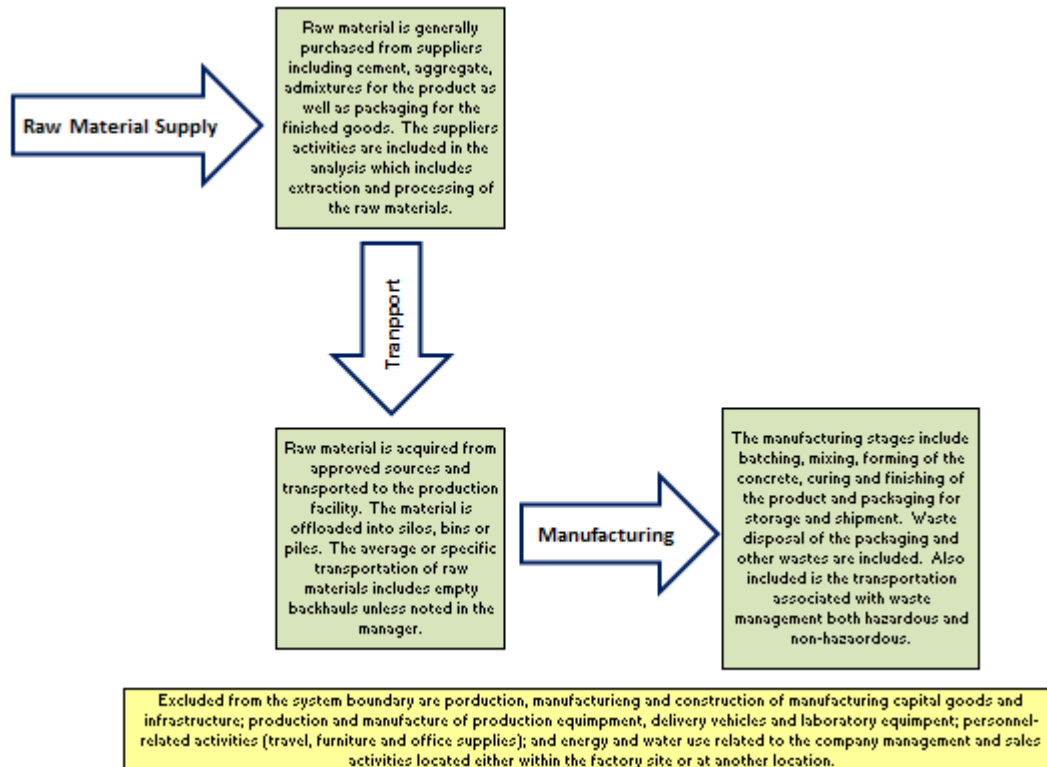 Raw Material Supply
Raw material is generally
purchased from suppliers
including cement, aggregate,
admixtures for the product as
well as packaging for the
finished goods. The suppliers
activities are included in the
analysis which includes
extraction and processing of
the raw materials.
Tranpport
Raw material is acquired from
approved sources and
transported to the production
facility. The material is
offloaded into silos, bins or
piles. The average or specific
transportation of raw
materials includes empty
backhauls unless noted in the
manager.
Manufacturing
The manufacturing stages include
batching, mixing, forming of the
concrete, curing and finishing of
the product and packaging for
storage and shipment. Waste
disposal of the packaging and
other wastes are included. Also
included is the transportation
associated with waste
management both hazardous and
non-hazaordous.
Excluded from the system boundary are porduction, manufacturieng and construction of manufacturing capital goods and
infrastructure; production and manufacture of production equimpment, delivery vehicles and laboratory equimpent; personnel-
related activities (travel, furniture and office supplies); and energy and water use related to the company management and sales
activities located either within the factory site or at another location.